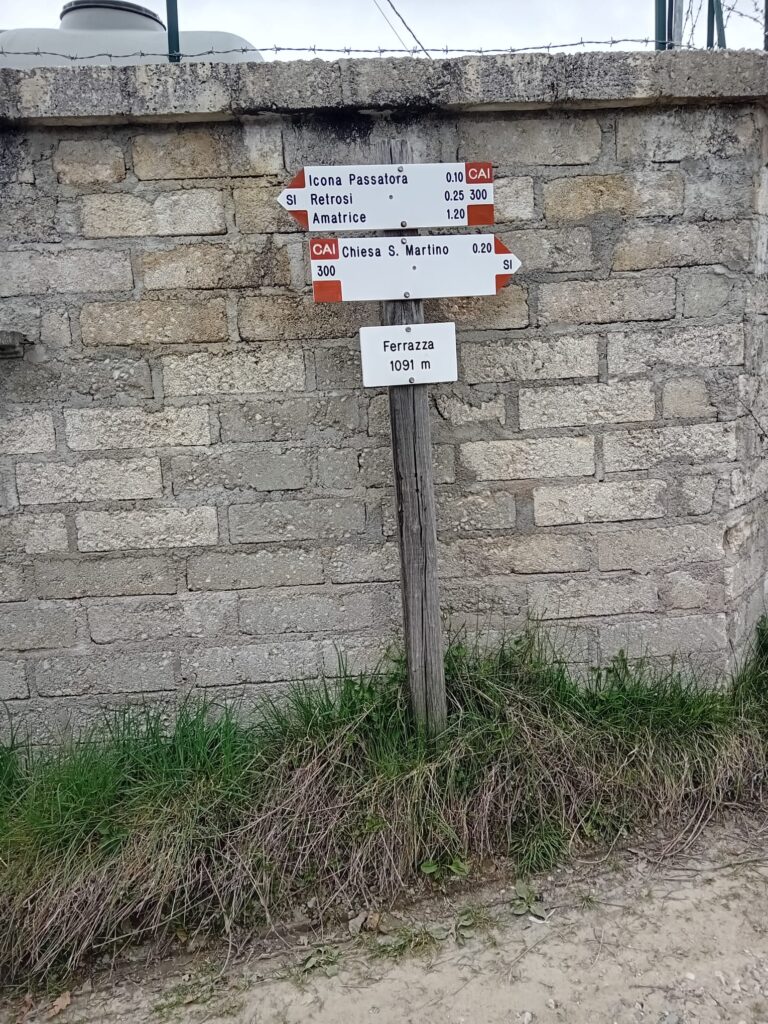 Icona Passatora 0.10 CAI
SI Retrosi 0.25 300
Amatrice 1.20
CAI Chiesa S. Martino 0.20
300 SI
Ferrazza
1091 m